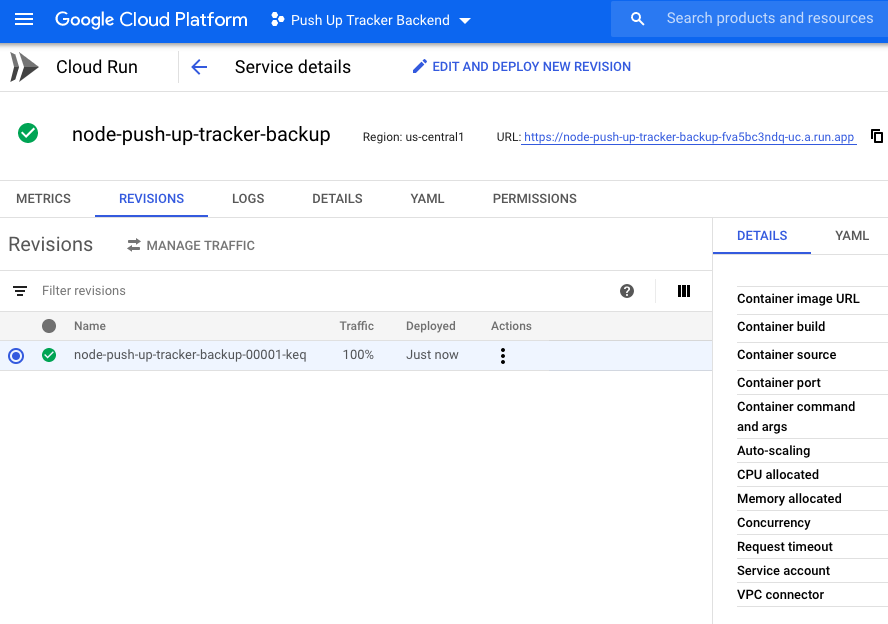 Google Cloud Platform Push Up Tracker Backend Search products and resources
Cloud Run Service details EDIT AND DEPLOY NEW REVISION
node-push-up-tracker-backup Region: us-central1 URL: https://node-push-up-tracker-backup-fva5bc3ndq-uc.a.run.app
METRICS REVISIONS LOGS DETAILS YAML PERMISSIONS
Revisions MANAGE TRAFFIC
Filter revisions ?
Name Traffic Deployed Actions
node-push-up-tracker-backup-00001-keq 100% Just now
DETAILS YAML
Container image URL
Container build
Container source
Container port
Container command
and args
Auto-scaling
CPU allocated
Memory allocated
Concurrency
Request timeout
Service account
VPC connector